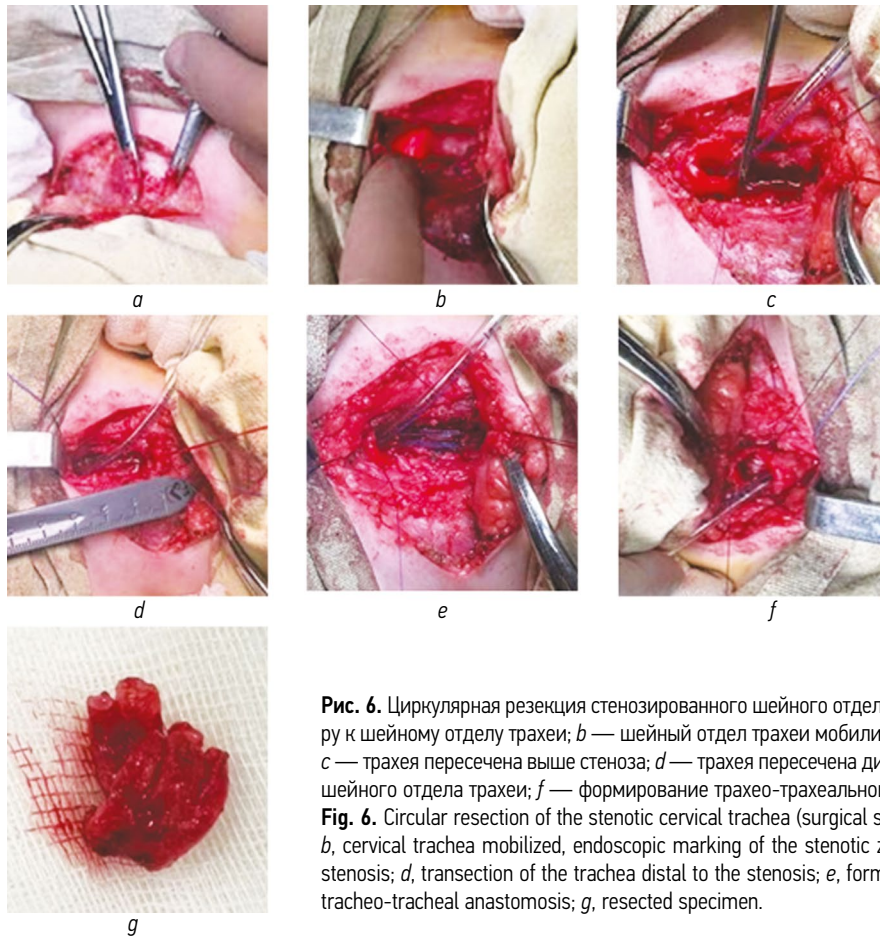 a
b
c
d
e
f
g
Рис. 6. Циркулярная резекция стенозированного шейного отдел
ру к шейному отделу трахеи; b — шейный отдел трахеи мобили
c — трахея пересечена выше стеноза; d — трахея пересечена ди
шейного отдела трахеи; f — формирование трахео-трахеально
Fig. 6. Circular resection of the stenotic cervical trachea (surgical s
b, cervical trachea mobilized, endoscopic marking of the stenotic z
stenosis; d, transection of the trachea distal to the stenosis; e, form
tracheo-tracheal anastomosis; g, resected specimen.